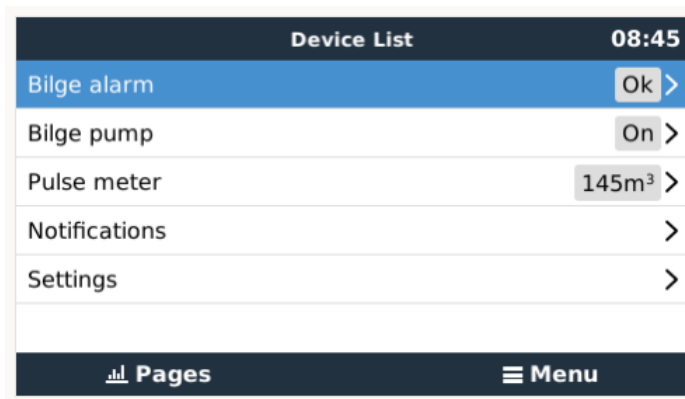 Device List 08:45
Bilge alarm Ok
Bilge pump On
Pulse meter 145m³
Notifications
Settings
Pages Menu